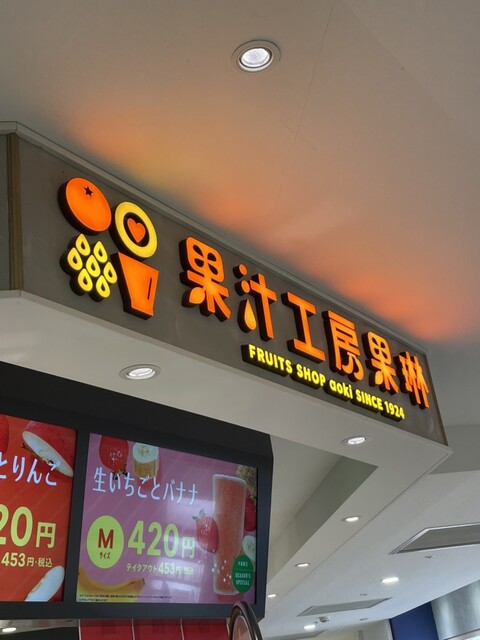 果汁工房果琳
FRUITS SHOP aoki SINCE 1924
とりんご
20円
453円・税込
生いちごとバナナ
M
サイズ
420円
テイクアウト453円・税込